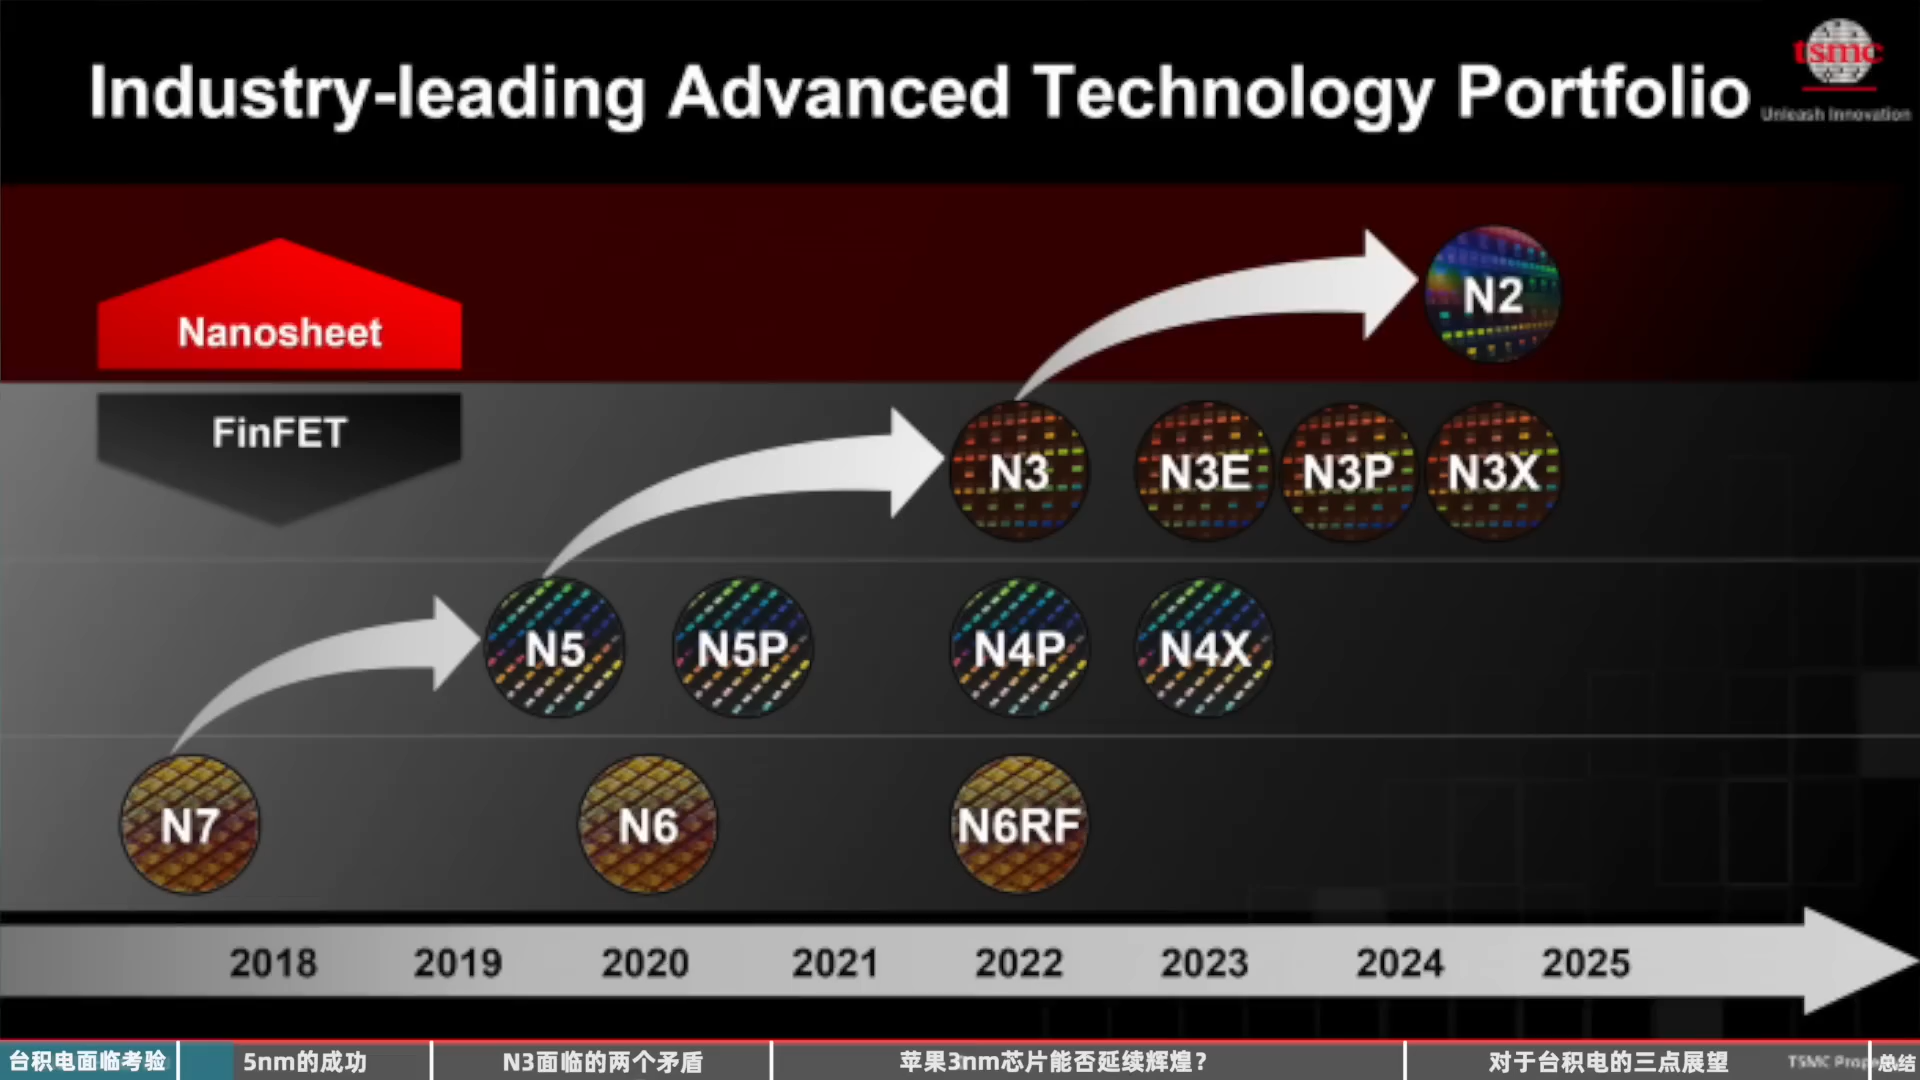 Industry-leading Advanced Technology Portfolio
tsmc
Unleash Innovation
Nanosheet
N2
FinFET
N3 N3E N3P N3X
N5 N5P N4P N4X
N7 N6 N6RF
2018 2019 2020 2021 2022 2023 2024 2025
台积电面临考验 5nm的成功 N3面临的两个矛盾 苹果3nm芯片能否延续辉煌？ 对于台积电的三点展望 总结
TSMC